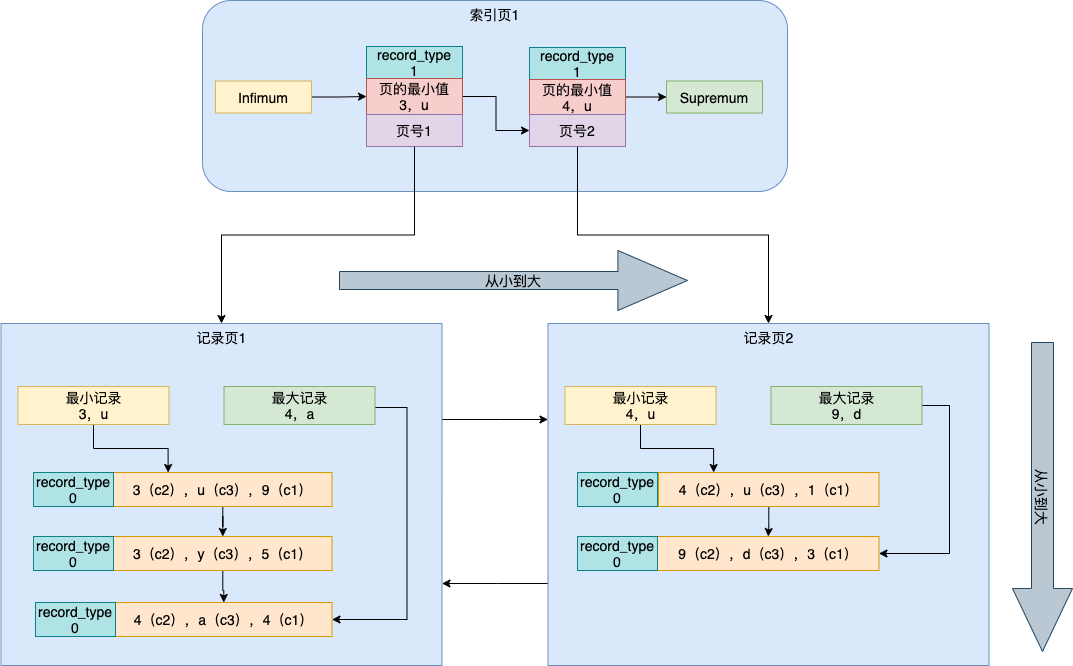 索引页1
Infimum
record_type
1
页的最小值
3，u
页号1
record_type
1
页的最小值
4，u
页号2
Supremum
从小到大
记录页1
最小记录
3，u
最大记录
4，a
record_type
0
3（c2），u（c3），9（c1）
record_type
0
3（c2），y（c3），5（c1）
record_type
0
4（c2），a（c3），4（c1）
记录页2
最小记录
4，u
最大记录
9，d
record_type
0
4（c2），u（c3），1（c1）
record_type
0
9（c2），d（c3），3（c1）
从小到大